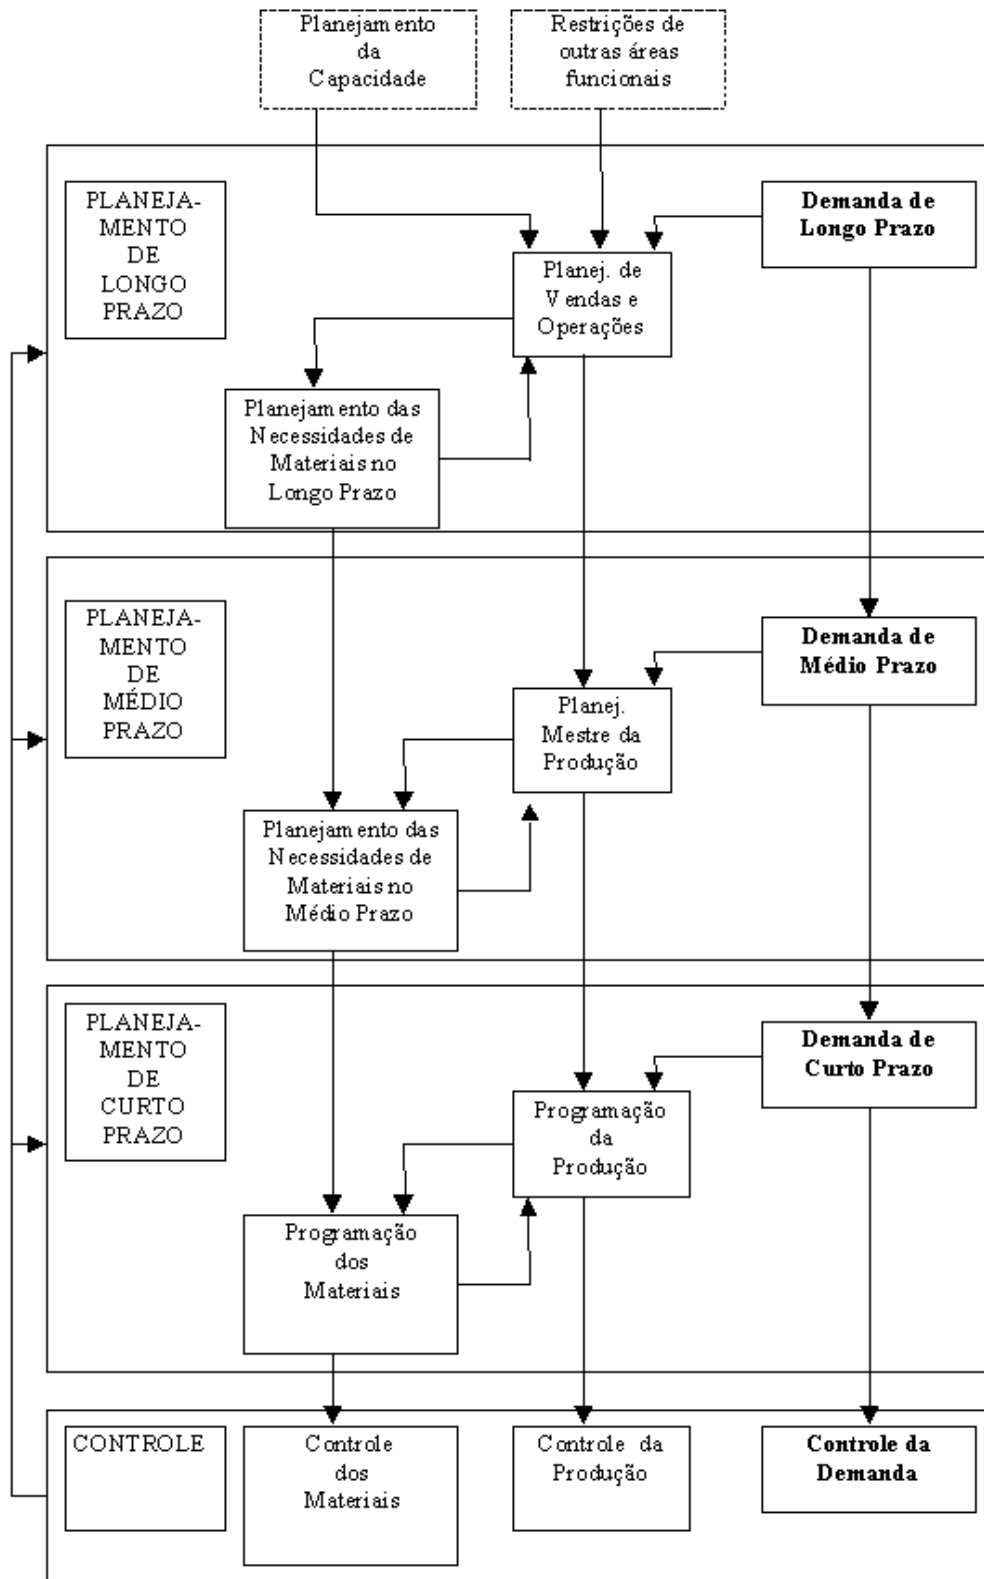 Planejamento
da
Capacidade
Restrições de
outras áreas
funcionais
PLANEJA-
MENTO
DE
LONGO
PRAZO
Demanda de
Longo Prazo
Planej. de
Vendas e
Operações
Planejamento das
Necessidades de
Materiais no
Longo Prazo
PLANEJA-
MENTO
DE
MÉDIO
PRAZO
Demanda de
Médio Prazo
Planej.
Mestre da
Produção
Planejamento das
Necessidades de
Materiais no
Médio Prazo
PLANEJA-
MENTO
DE
CURTO
PRAZO
Demanda de
Curto Prazo
Programação
da
Produção
Programação
dos
Materiais
CONTROLE
Controle
dos
Materiais
Controle da
Produção
Controle da
Demanda